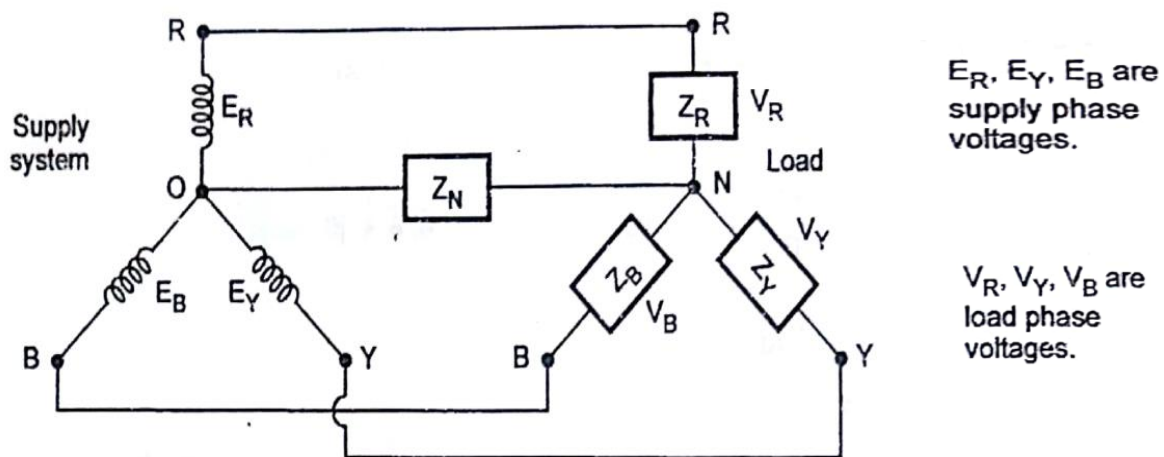 R
R
E_R
Z_R
V_R
E_R, E_Y, E_B are
supply phase
voltages.
Supply
system
O
Z_N
N
Load
E_B
E_Y
Z_B
V_B
Z_Y
V_Y
V_R, V_Y, V_B are
load phase
voltages.
B
Y
B
Y